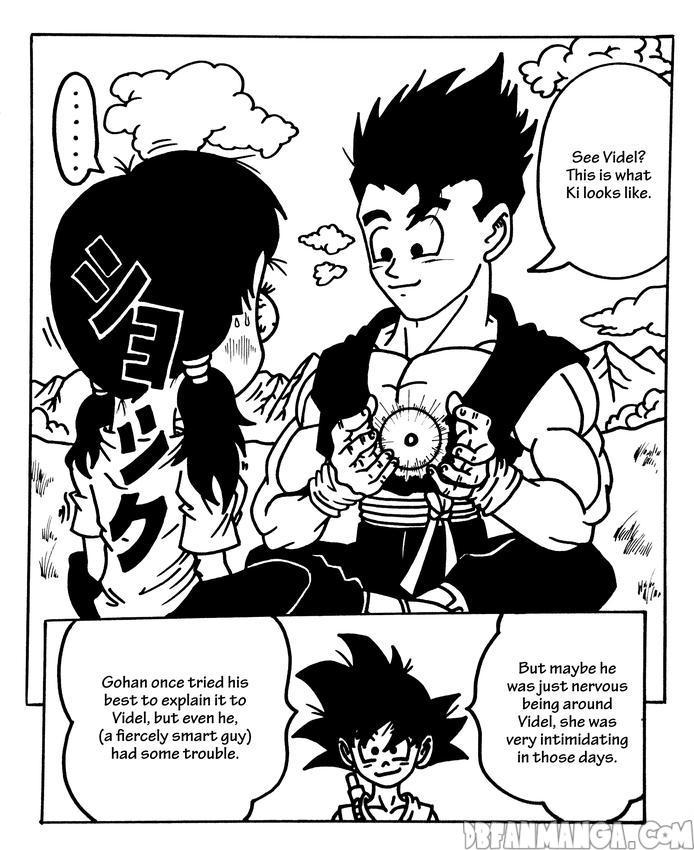 .....
See Videl?
This is what
Ki looks like.
ショック
Gohan once tried his
best to explain it to
Videl, but even he,
(a fiercely smart guy)
had some trouble.
But maybe he
was just nervous
being around
Videl, she was
very intimidating
in those days.
DBFANMANGA.COM